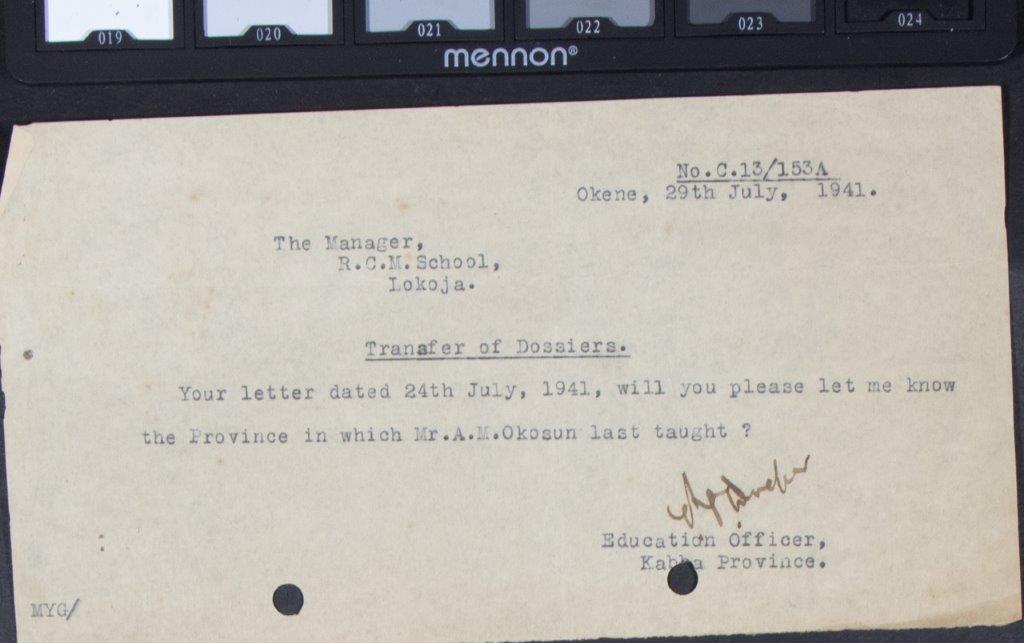 019 020 021 022 023 024
mennon®
No.C.13/153A
Okene, 29th July, 1941.
The Manager,
R.C.M.School,
Lokoja.
Transfer of Dossiers.
Your letter dated 24th July, 1941, will you please let me know
the Province in which Mr.A.M.Okosun last taught ?
Education Officer,
Kabba Province.
MYG/